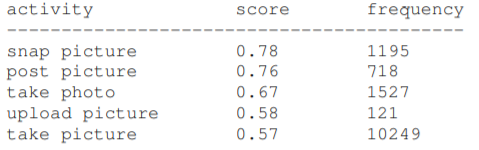 activity score frequency
------------------------------------------
snap picture 0.78 1195
post picture 0.76 718
take photo 0.67 1527
upload picture 0.58 121
take picture 0.57 10249